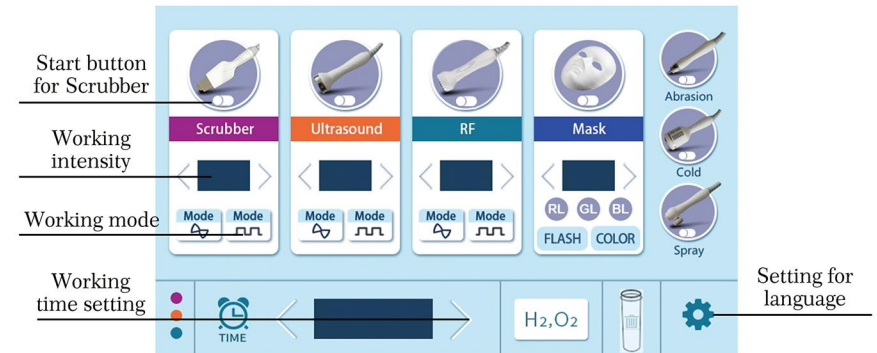 Start button
for Scrubber
Working
intensity
Working mode
Working
time setting
Scrubber
Ultrasound
RF
Mask
Mode Mode
Mode Mode
Mode Mode
RL GL BL
FLASH COLOR
Abrasion
Cold
Spray
TIME
H2,O2
Setting for
language